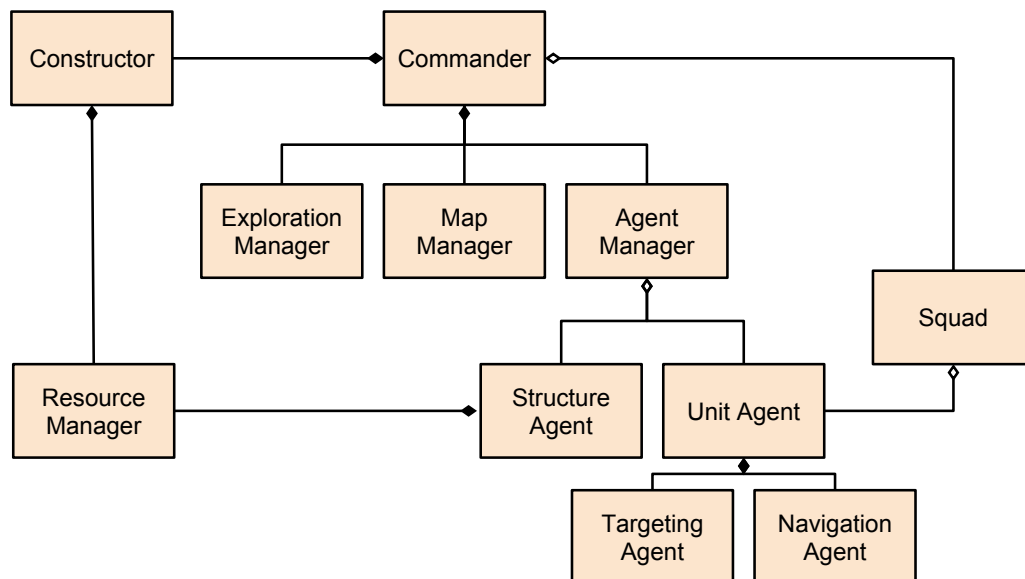 Constructor
Commander
Exploration
Manager
Map
Manager
Agent
Manager
Squad
Resource
Manager
Structure
Agent
Unit Agent
Targeting
Agent
Navigation
Agent